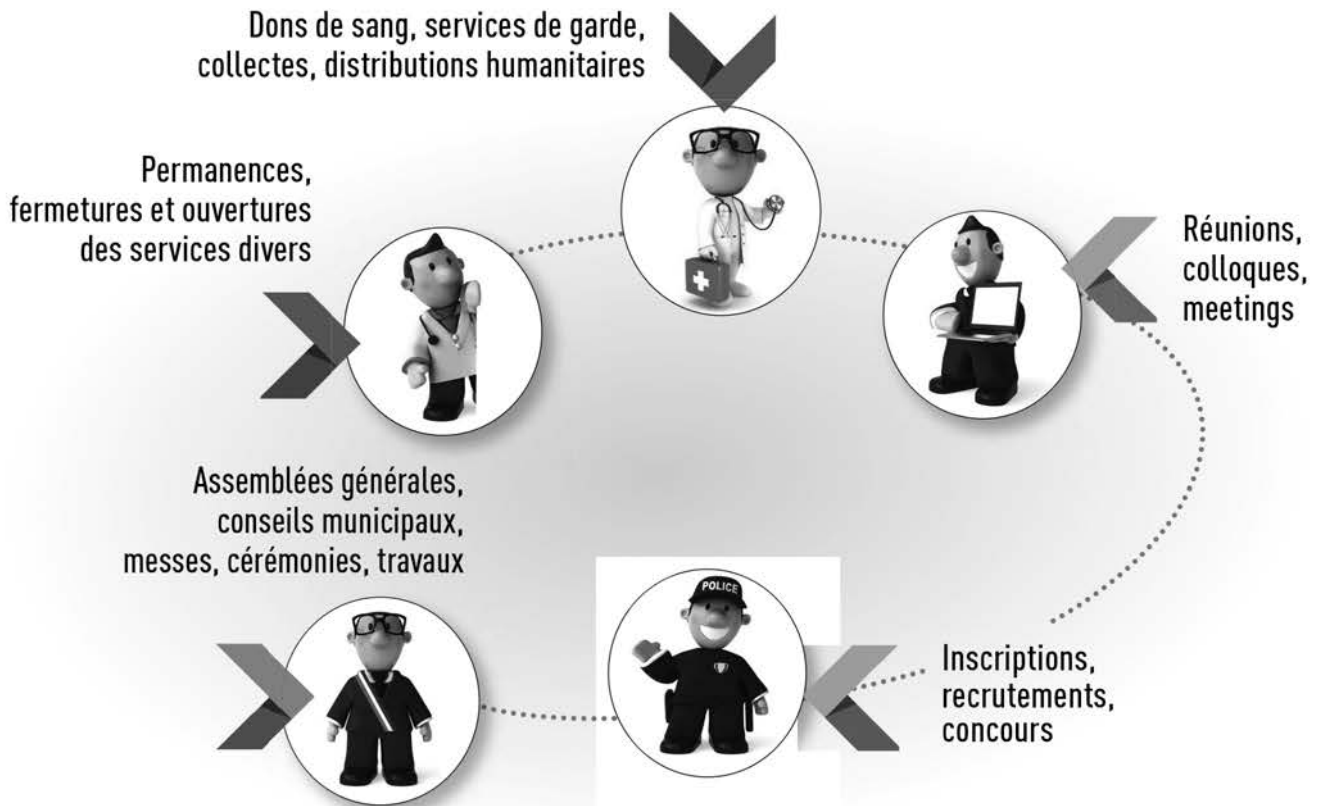 Dons de sang, services de garde,
collectes, distributions humanitaires
Permanences,
fermetures et ouvertures
des services divers
Réunions,
colloques,
meetings
Assemblées générales,
conseils municipaux,
messes, cérémonies, travaux
POLICE
Inscriptions,
recrutements,
concours